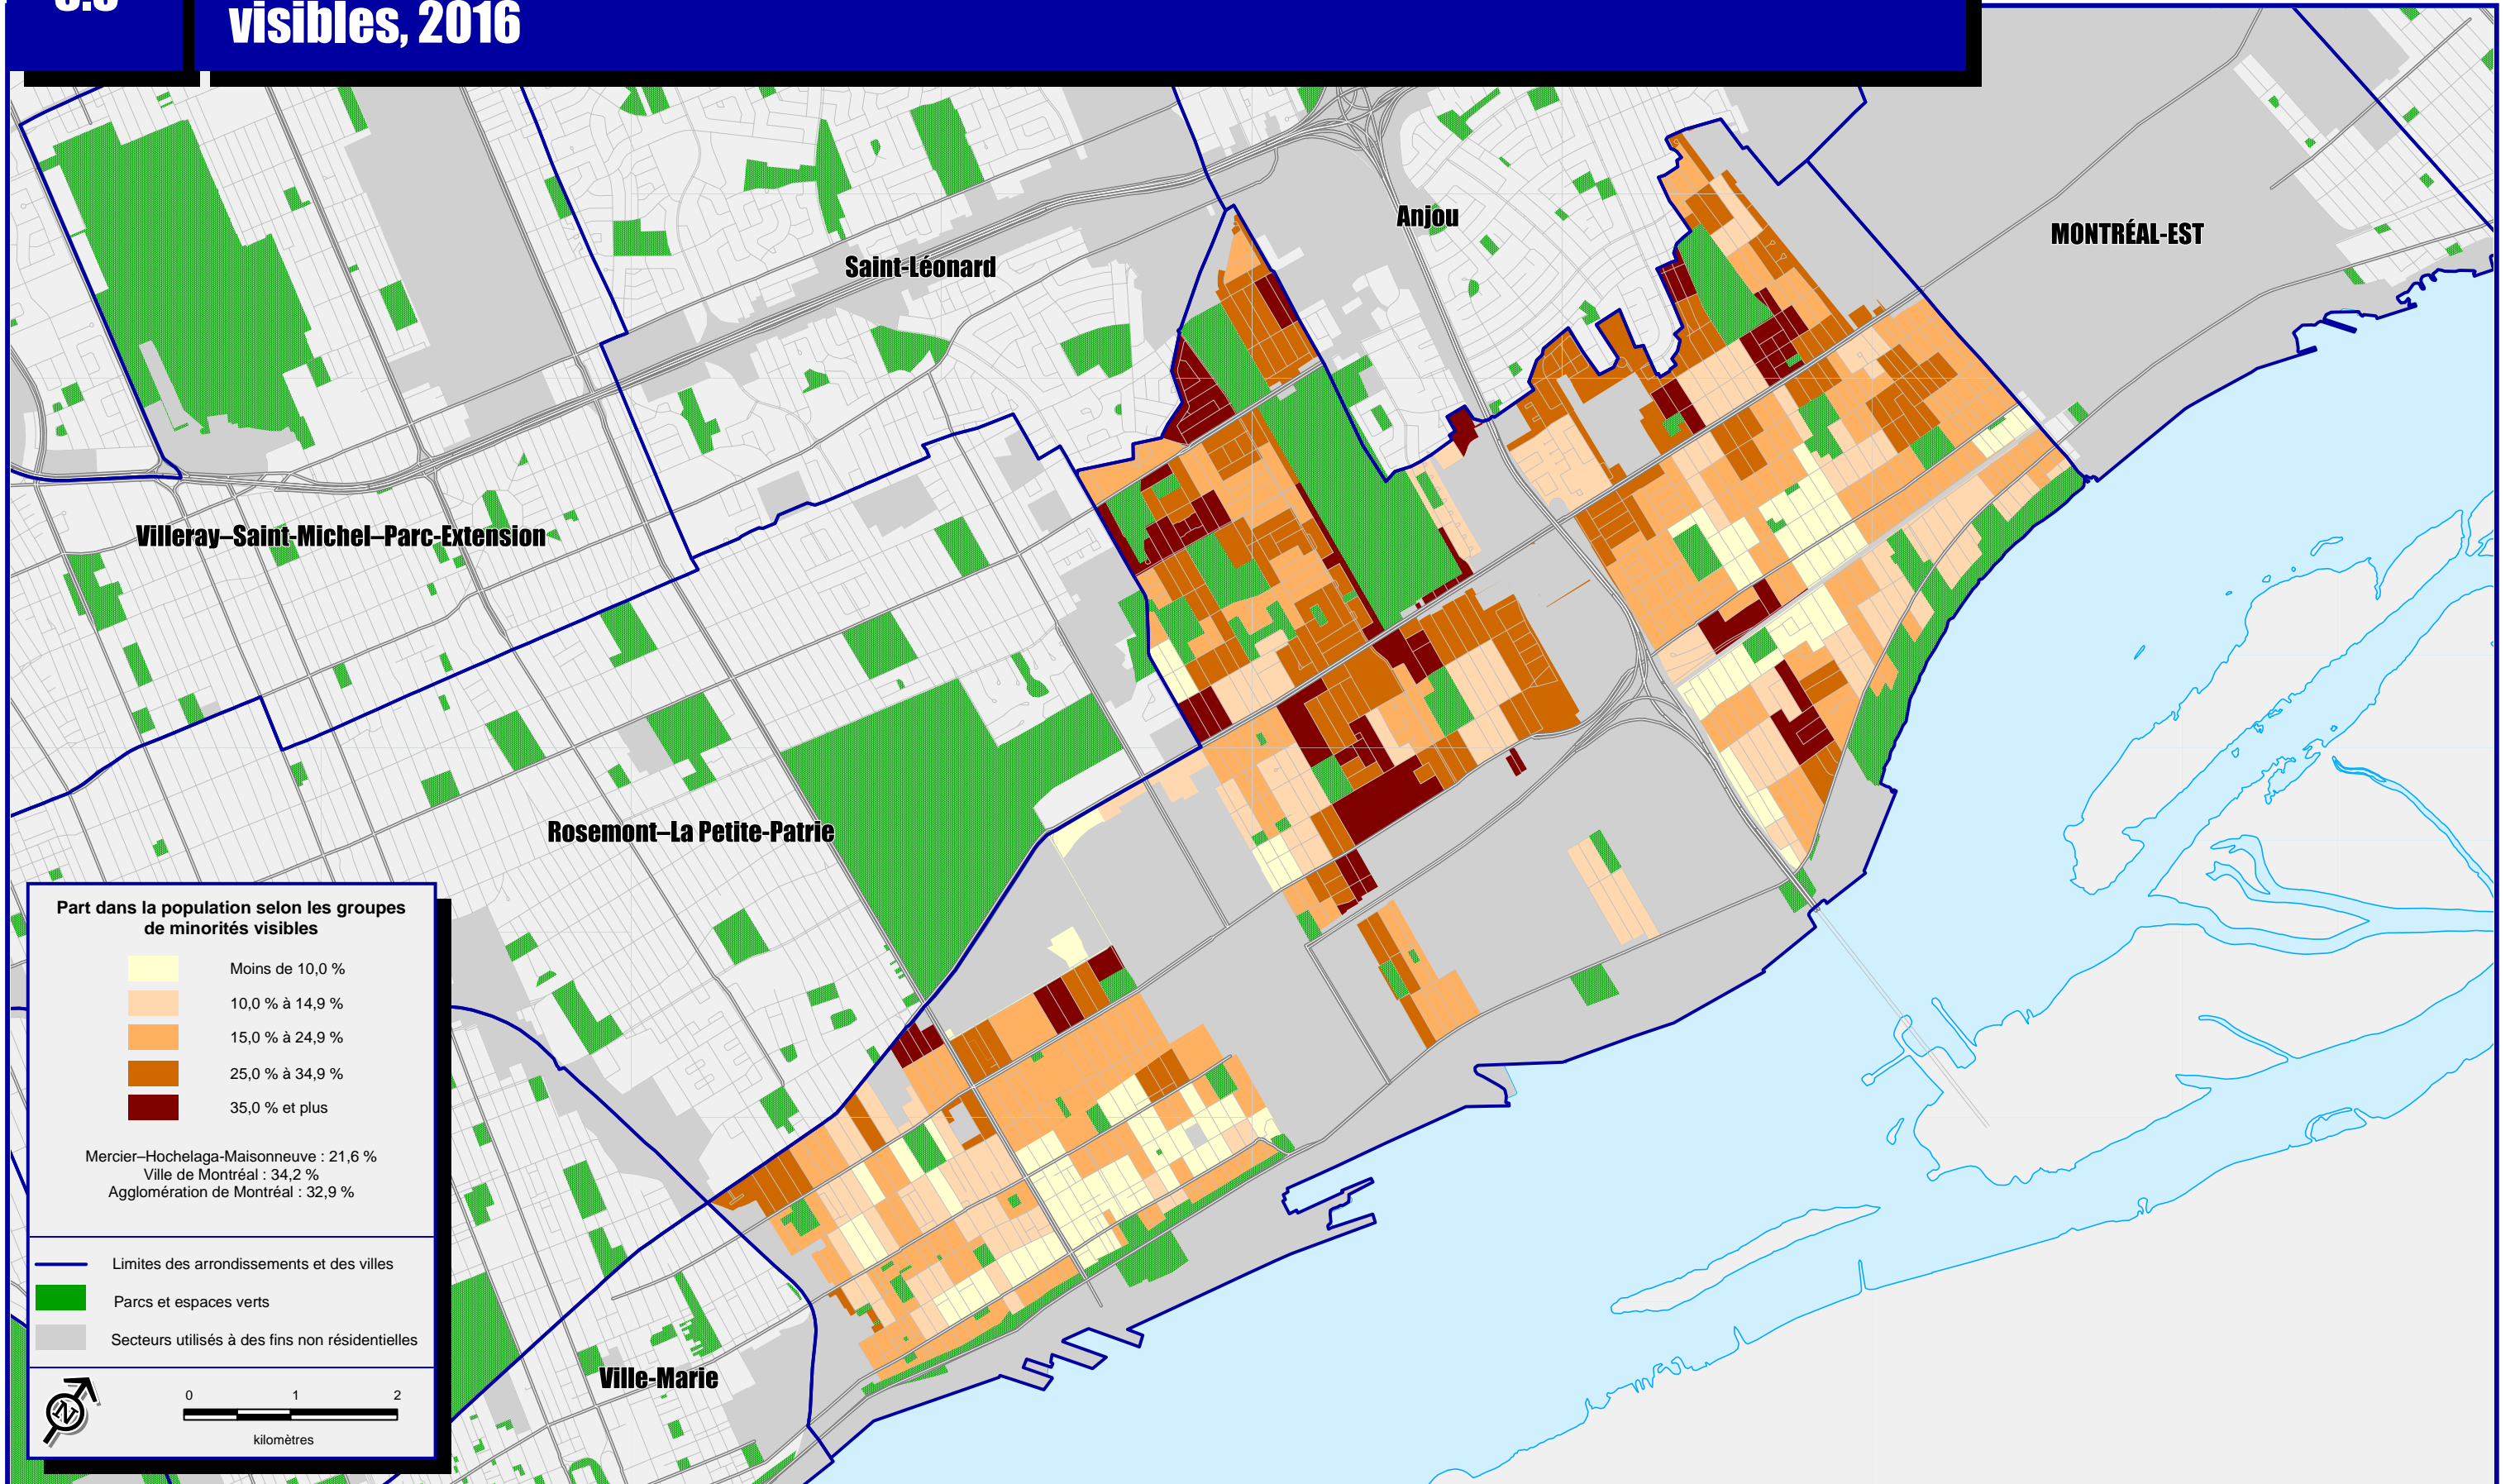 visibles, 2016
Anjou
MONTRÉAL-EST
Saint-Léonard
Villeray–Saint-Michel–Parc-Extension
Rosemont–La Petite-Patrie
Ville-Marie
Part dans la population selon les groupes
de minorités visibles
Moins de 10,0 %
10,0 % à 14,9 %
15,0 % à 24,9 %
25,0 % à 34,9 %
35,0 % et plus
Mercier–Hochelaga-Maisonneuve : 21,6 %
Ville de Montréal : 34,2 %
Agglomération de Montréal : 32,9 %
Limites des arrondissements et des villes
Parcs et espaces verts
Secteurs utilisés à des fins non résidentielles
N
0 1 2
kilomètres